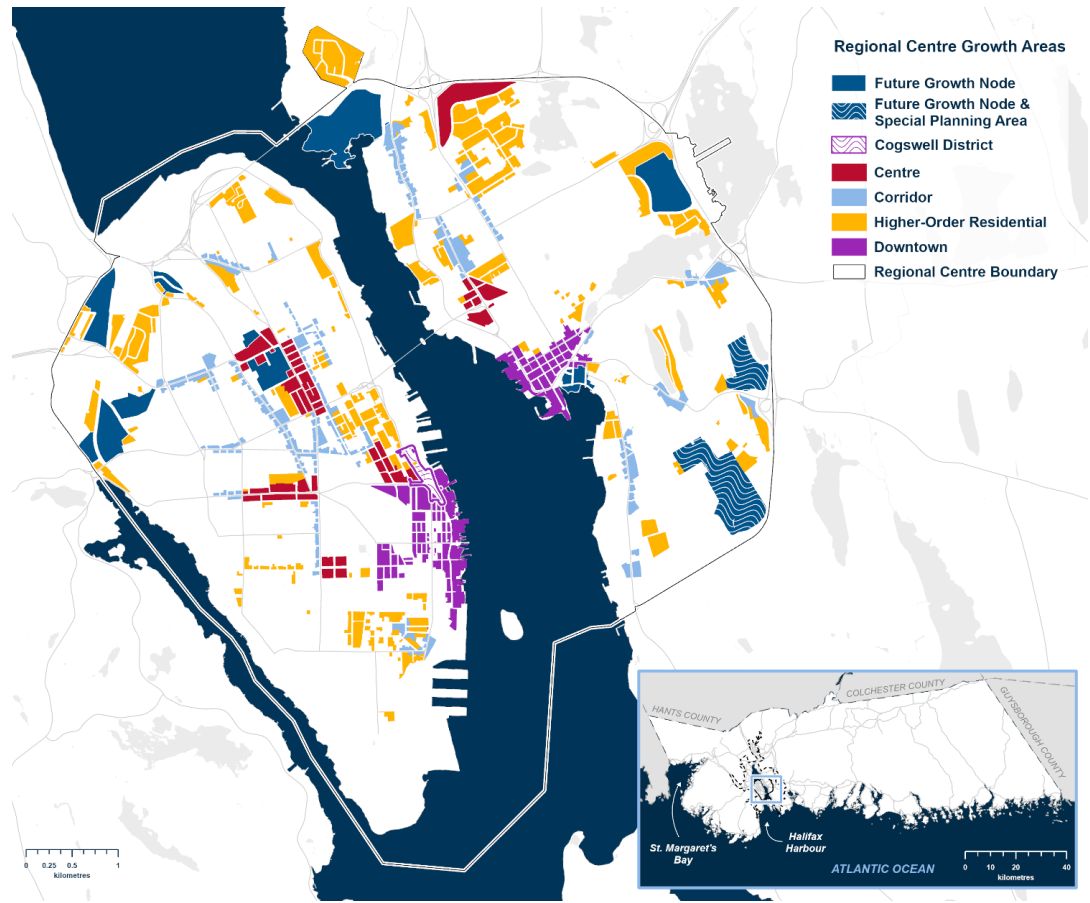 Regional Centre Growth Areas
Future Growth Node
Future Growth Node &
Special Planning Area
Cogswell District
Centre
Corridor
Higher-Order Residential
Downtown
Regional Centre Boundary
COLCHESTER COUNTY
HANTS COUNTY
GUYSBOROUGH COUNTY
St. Margaret's
Bay
Halifax
Harbour
ATLANTIC OCEAN
0 10 20 30 40
kilometres
0 0.25 0.5 1
kilometres